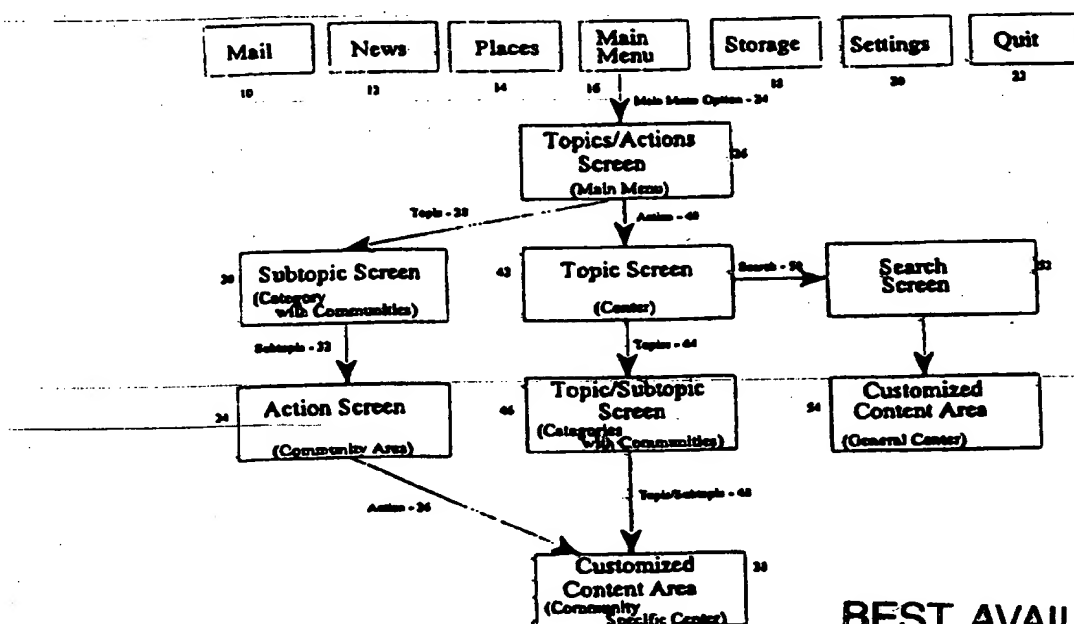 Mail
News
Places
Main
Menu
Storage
Settings
Quit
10
12
14
16
18
20
22
Main Menu Option - 24
Topics/Actions
Screen
(Main Menu)
26
Topic - 28
Action - 40
30
Subtopic Screen
(Category
with Communities)
42
Topic Screen
(Center)
Search - 50
Search
Screen
52
Subtopic - 32
Topics - 44
34
Action Screen
(Community Area)
46
Topic/Subtopic
Screen
(Categories
with Communities)
54
Customized
Content Area
(General Center)
Action - 36
Topic/Subtopic - 48
Customized
Content Area
(Community
Specific Center)
38
BEST AVAIL